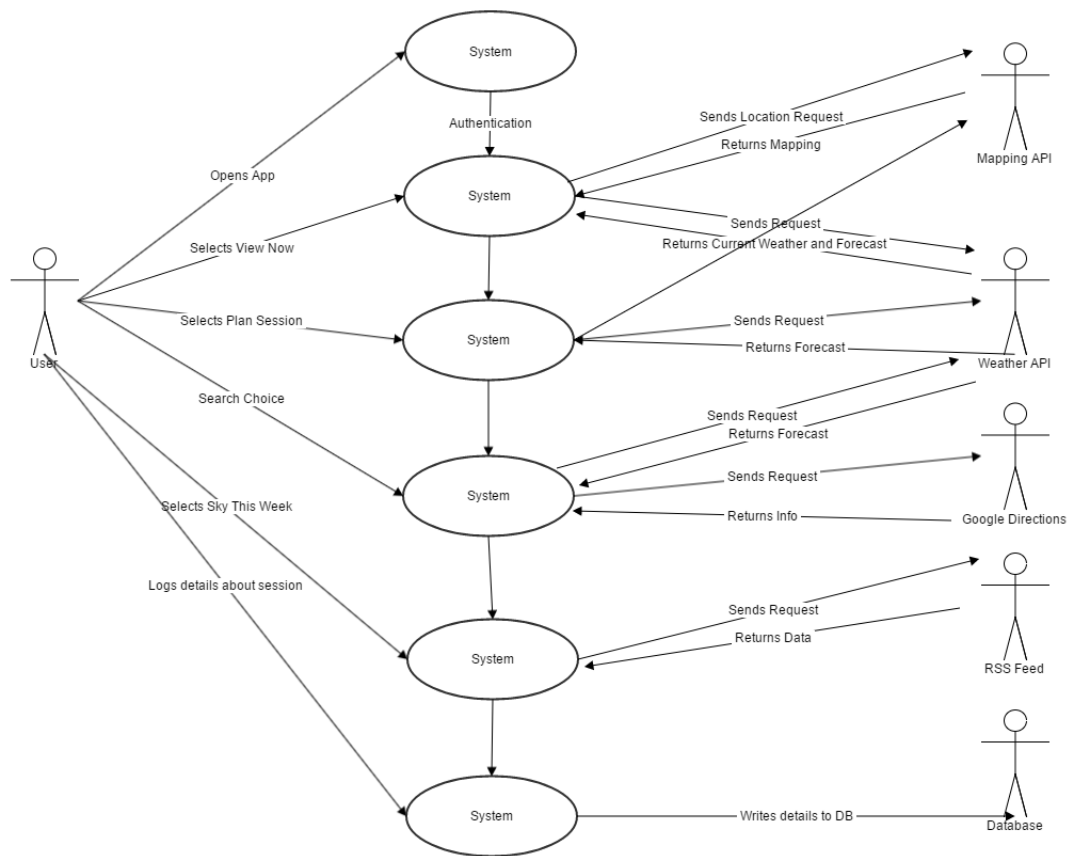 System
Sends Location Request
Authentication
Returns Mapping
Mapping API
Opens App
System
Sends Request
Selects View Now
Returns Current Weather and Forecast
Selects Plan Session
Sends Request
System
Returns Forecast
User
Weather API
Search Choice
Sends Request
Returns Forecast
Sends Request
System
Selects Sky This Week
Returns Info
Google Directions
Logs details about session
Sends Request
Returns Data
System
RSS Feed
System
Writes details to DB
Database